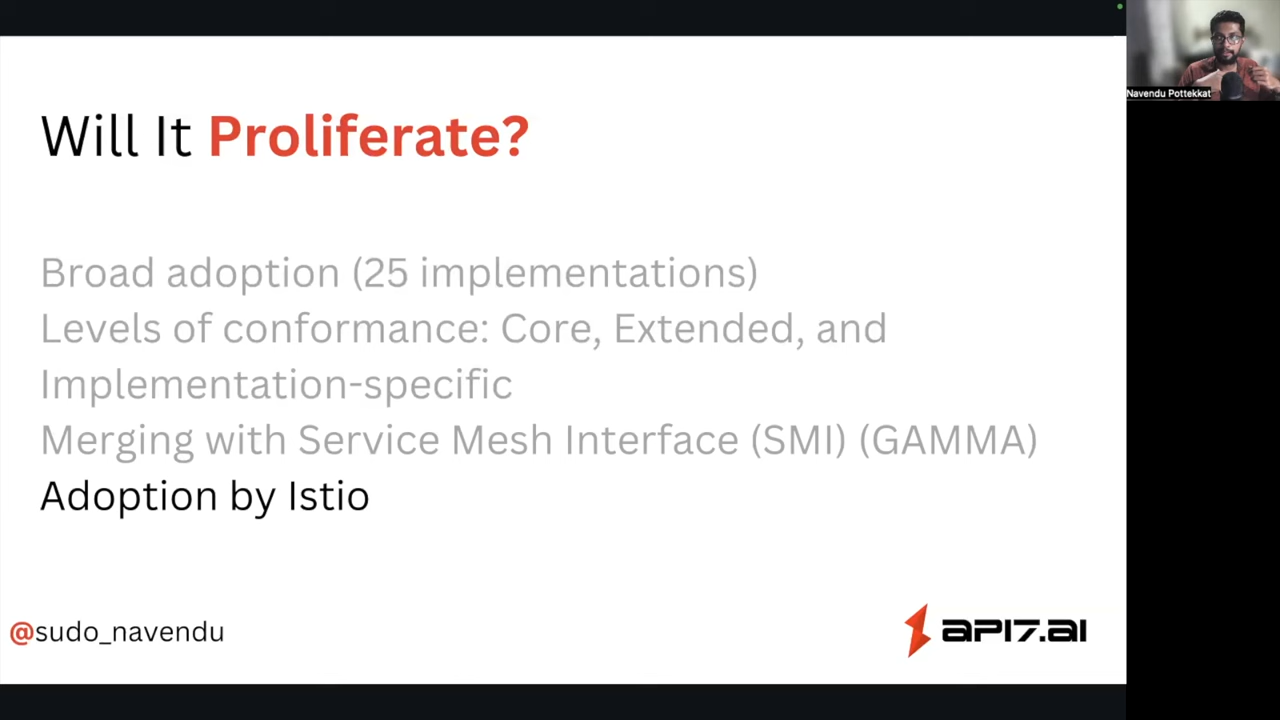 Will It Proliferate?
Broad adoption (25 implementations)
Levels of conformance: Core, Extended, and
Implementation-specific
Merging with Service Mesh Interface (SMI) (GAMMA)
Adoption by Istio
@sudo_navendu
API7.AI
Navendu Pottekkat